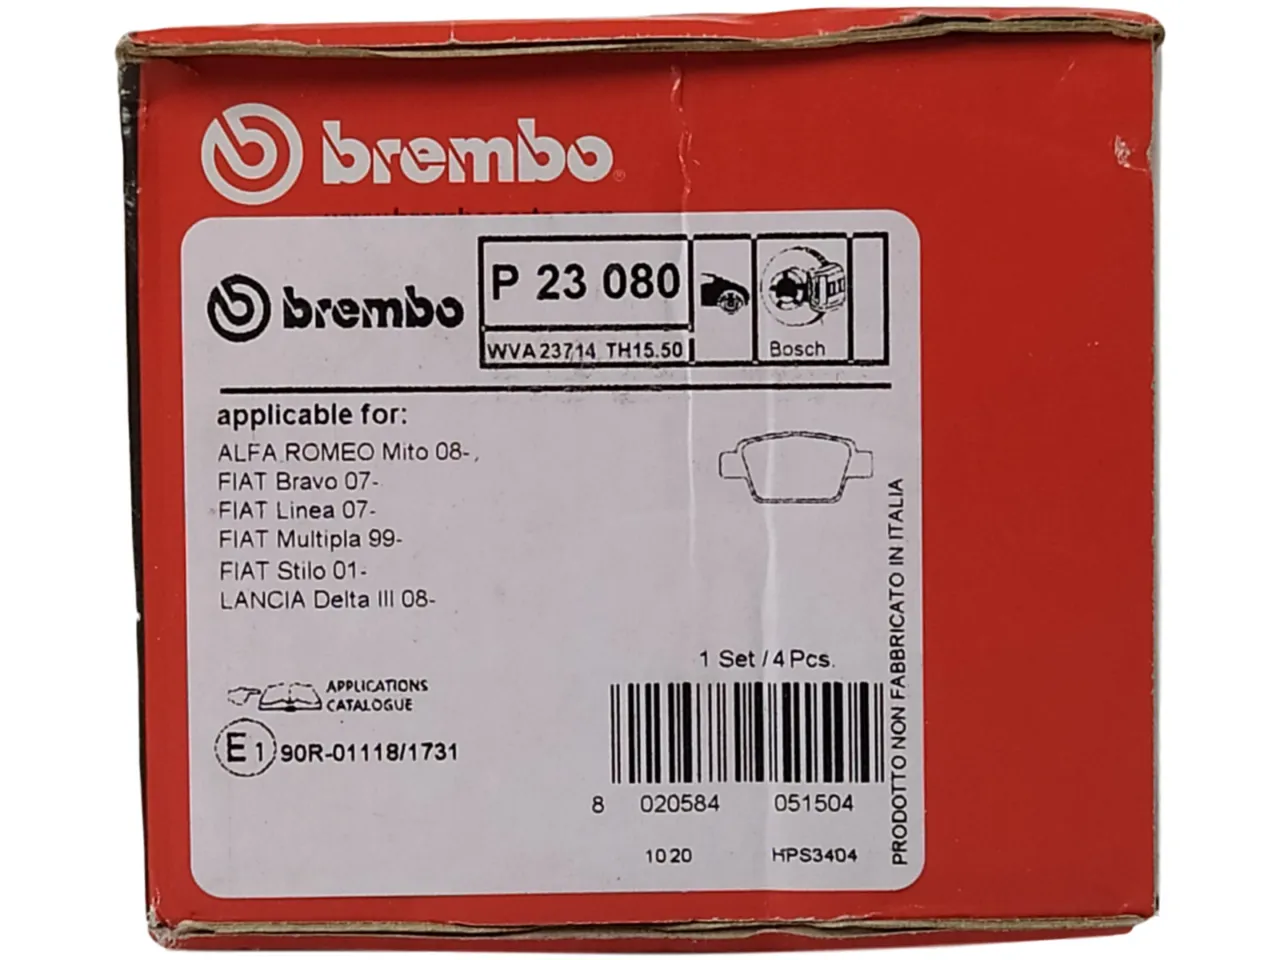 brembo®
brembo
P 23 080
WVA 23714 TH15.50
Bosch
applicable for:
ALFA ROMEO Mito 08-,
FIAT Bravo 07-
FIAT Linea 07-
FIAT Multipla 99-
FIAT Stilo 01-
LANCIA Delta III 08-
1 Set / 4 Pcs.
APPLICATIONS
CATALOGUE
E1 90R-01118/1731
8 020584 051504
1020 HPS3404
PRODOTTO NON FABBRICATO IN ITALIA